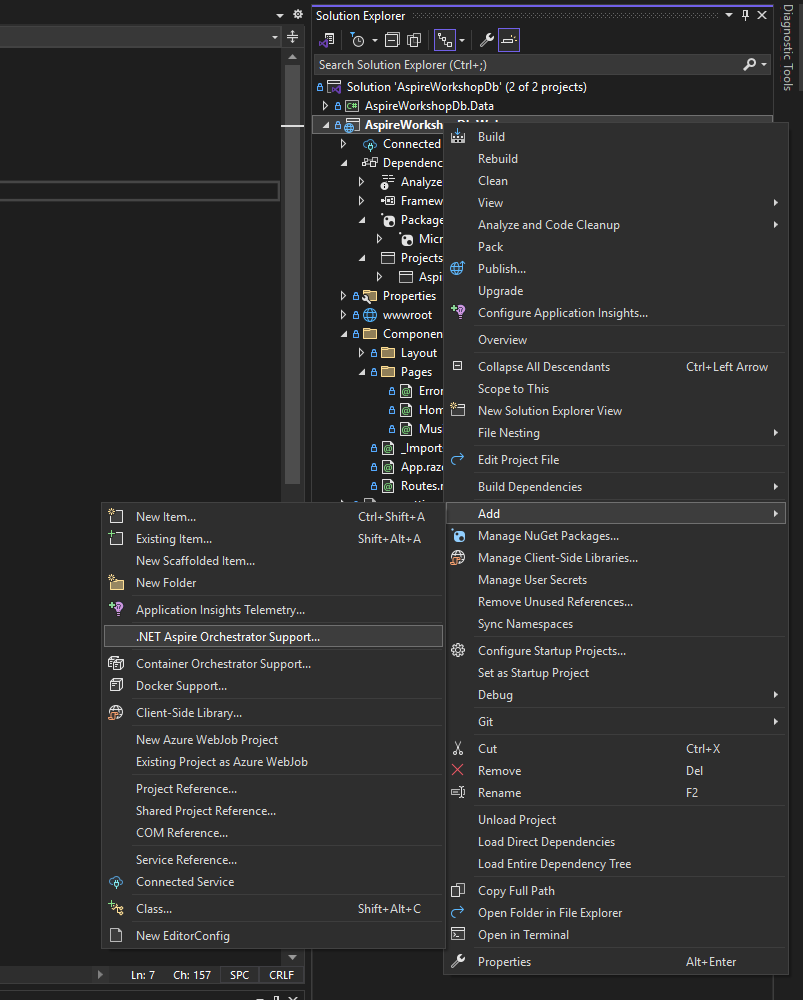 Solution Explorer
Search Solution Explorer (Ctrl+;)
Solution 'AspireWorkshopDb' (2 of 2 projects)
AspireWorkshopDb.Data
Connected
Dependenc
Analyze
Framew
Package
Micr
Projects
Aspi
Properties
wwwroot
Componen
Layout
Pages
Error
Hom
Mus
_Import
App.raz
Routes.r
Build
Rebuild
Clean
View
Analyze and Code Cleanup
Pack
Publish...
Upgrade
Configure Application Insights...
Overview
Collapse All Descendants Ctrl+Left Arrow
Scope to This
New Solution Explorer View
File Nesting
Edit Project File
Build Dependencies
Add
Manage NuGet Packages...
Manage Client-Side Libraries...
Manage User Secrets
Remove Unused References...
Sync Namespaces
Configure Startup Projects...
Set as Startup Project
Debug
Git
Cut Ctrl+X
Remove Del
Rename F2
Unload Project
Load Direct Dependencies
Load Entire Dependency Tree
Copy Full Path
Open Folder in File Explorer
Open in Terminal
Properties Alt+Enter
New Item... Ctrl+Shift+A
Existing Item... Shift+Alt+A
New Scaffolded Item...
New Folder
Application Insights Telemetry...
.NET Aspire Orchestrator Support...
Container Orchestrator Support...
Docker Support...
Client-Side Library...
New Azure WebJob Project
Existing Project as Azure WebJob
Project Reference...
Shared Project Reference...
COM Reference...
Service Reference...
Connected Service
Class... Shift+Alt+C
New EditorConfig
Ln: 7 Ch: 157 SPC CRLF
Diagnostic Tools